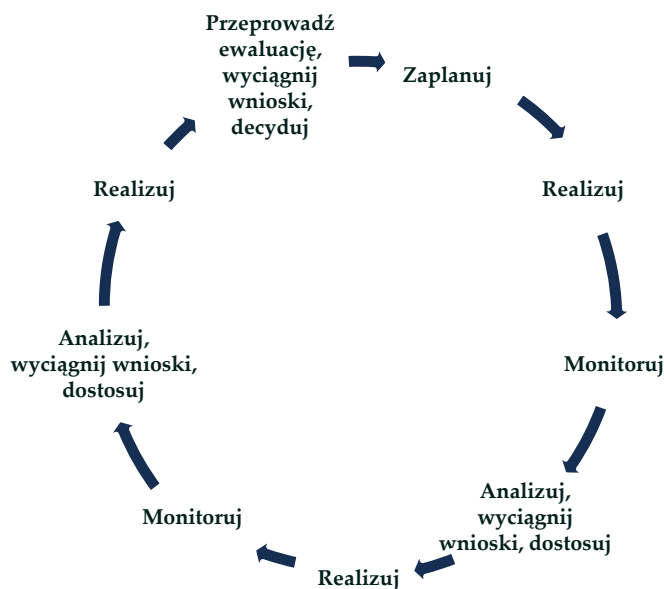 Przeprowadź
ewaluację,
wyciągnij
wnioski,
decyduj
Zaplanuj
Realizuj
Monitoruj
Analizuj,
wyciągnij
wnioski, dostosuj
Realizuj
Monitoruj
Analizuj,
wyciągnij wnioski,
dostosuj
Realizuj